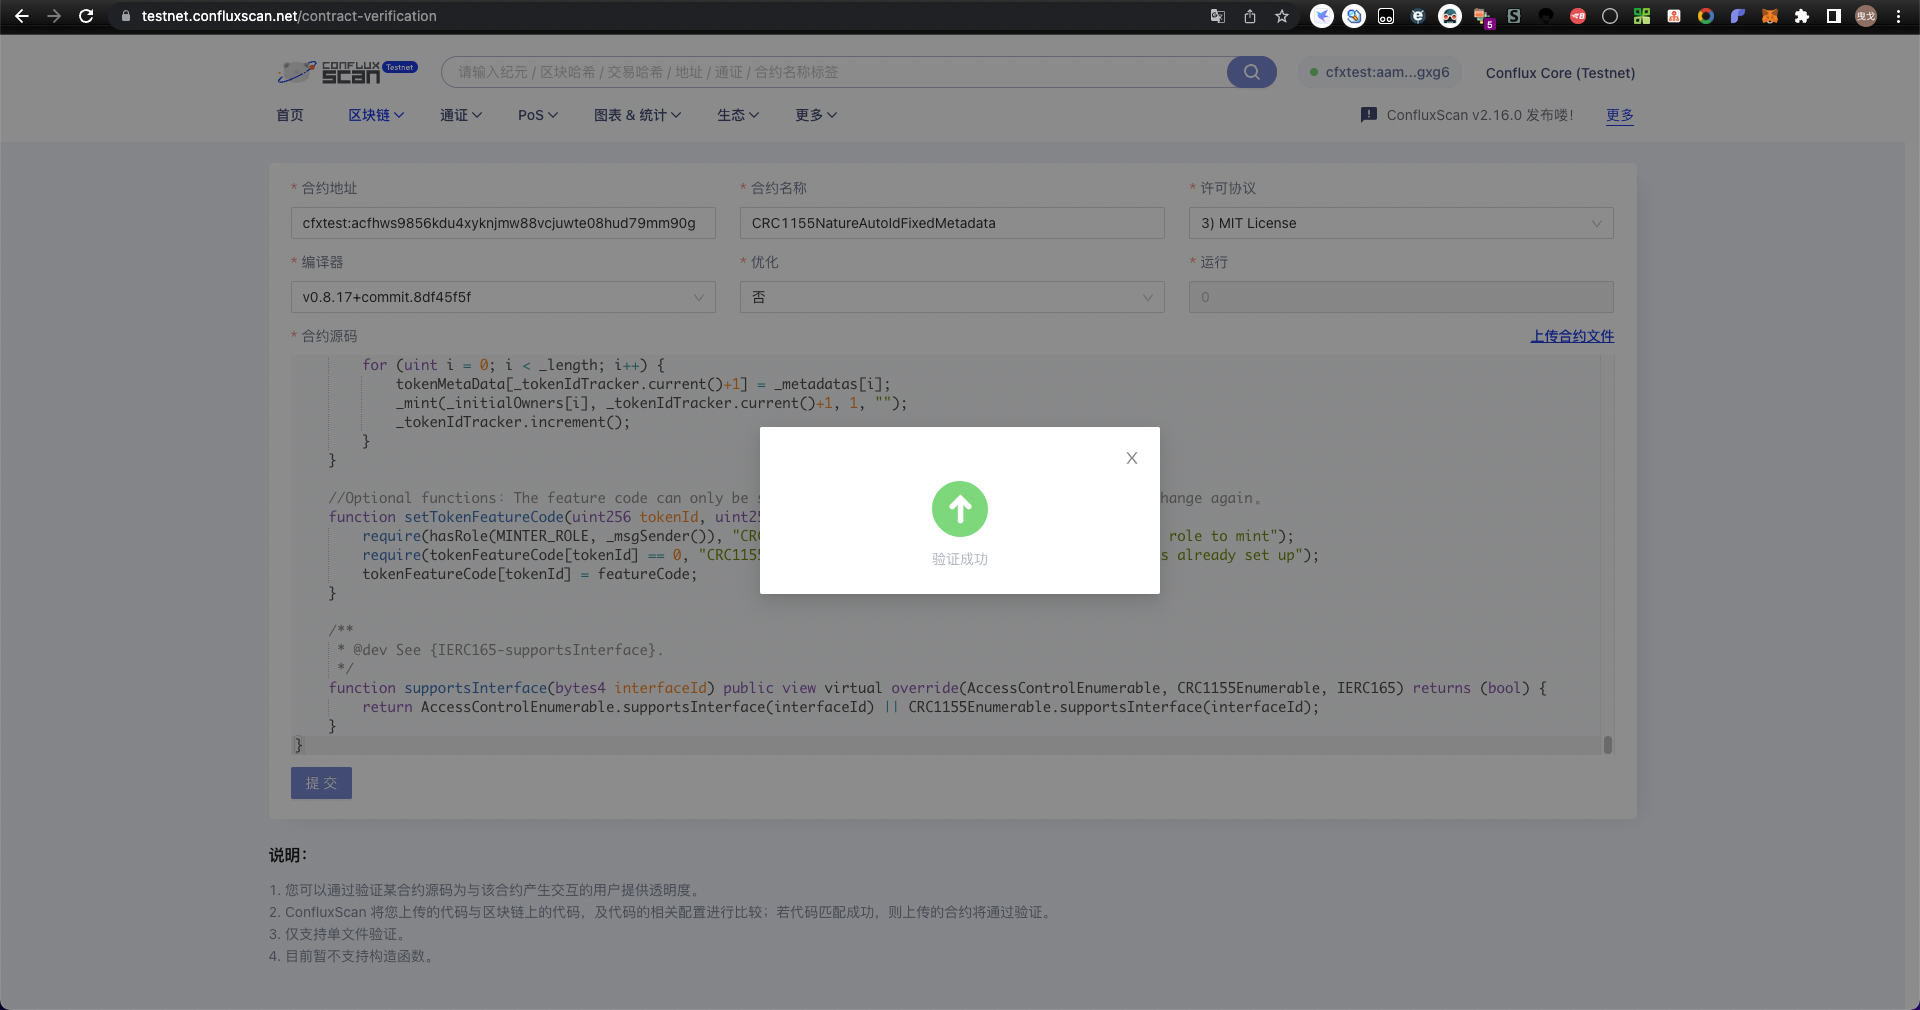 testnet.confluxscan.net/contract-verification
5
曳戈
CONFLUX
SCAN
Testnet
请输入纪元 / 区块哈希 / 交易哈希 / 地址 / 通证 / 合约名称标签
cfxtest:aam...gxg6
Conflux Core (Testnet)
首页
区块链
通证
PoS
图表 & 统计
生态
更多
ConfluxScan v2.16.0 发布喽!
更多
* 合约地址
* 合约名称
* 许可协议
cfxtest:acfhws9856kdu4xyknjmw88vcjuwte08hud79mm90g
CRC1155NatureAutoIdFixedMetadata
3) MIT License
* 编译器
* 优化
* 运行
v0.8.17+commit.8df45f5f
否
0
* 合约源码
上传合约文件
for (uint i = 0; i < _length; i++) {
tokenMetaData[_tokenIdTracker.current()+1] = _metadatas[i];
_mint(_initialOwners[i], _tokenIdTracker.current()+1, 1, "");
_tokenIdTracker.increment();
}
}
//Optional functions: The feature code can only be s
hange again。
function setTokenFeatureCode(uint256 tokenId, uint25
require(hasRole(MINTER_ROLE, _msgSender()), "CR
role to mint");
require(tokenFeatureCode[tokenId] == 0, "CRC1155
s already set up");
tokenFeatureCode[tokenId] = featureCode;
}
/**
* @dev See {IERC165-supportsInterface}.
*/
function supportsInterface(bytes4 interfaceId) public view virtual override(AccessControlEnumerable, CRC1155Enumerable, IERC165) returns (bool) {
return AccessControlEnumerable.supportsInterface(interfaceId) || CRC1155Enumerable.supportsInterface(interfaceId);
}
}
X
验证成功
提 交
说明:
1. 您可以通过验证某合约源码为与该合约产生交互的用户提供透明度。
2. ConfluxScan 将您上传的代码与区块链上的代码，及代码的相关配置进行比较；若代码匹配成功，则上传的合约将通过验证。
3. 仅支持单文件验证。
4. 目前暂不支持构造函数。